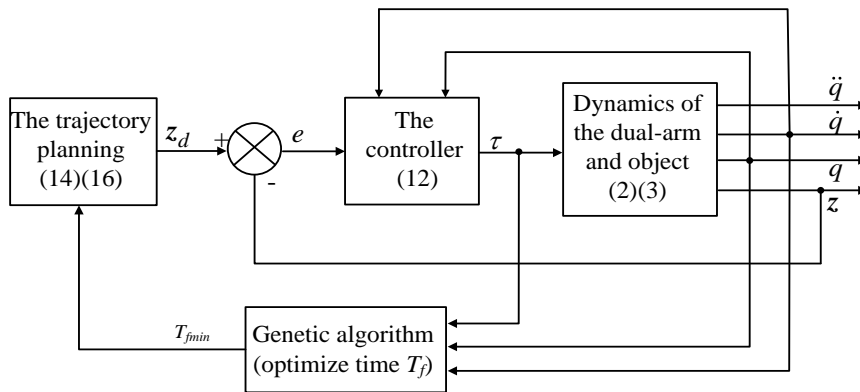 The trajectory
planning
(14)(16)
z_d
+
-
e
The
controller
(12)
τ
Dynamics of
the dual-arm
and object
(2)(3)
q̈
q̇
q
z
T_fmin
Genetic algorithm
(optimize time T_f)